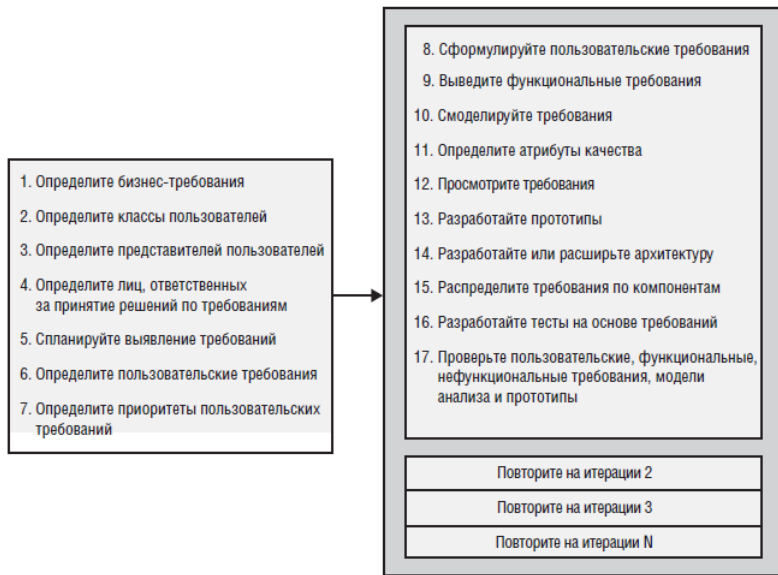 1. Определите бизнес-требования
2. Определите классы пользователей
3. Определите представителей пользователей
4. Определите лиц, ответственных
за принятие решений по требованиям
5. Спланируйте выявление требований
6. Определите пользовательские требования
7. Определите приоритеты пользовательских
требований
8. Сформулируйте пользовательские требования
9. Выведите функциональные требования
10. Смоделируйте требования
11. Определите атрибуты качества
12. Просмотрите требования
13. Разработайте прототипы
14. Разработайте или расширьте архитектуру
15. Распределите требования по компонентам
16. Разработайте тесты на основе требований
17. Проверьте пользовательские, функциональные,
нефункциональные требования, модели
анализа и прототипы
Повторите на итерации 2
Повторите на итерации 3
Повторите на итерации N